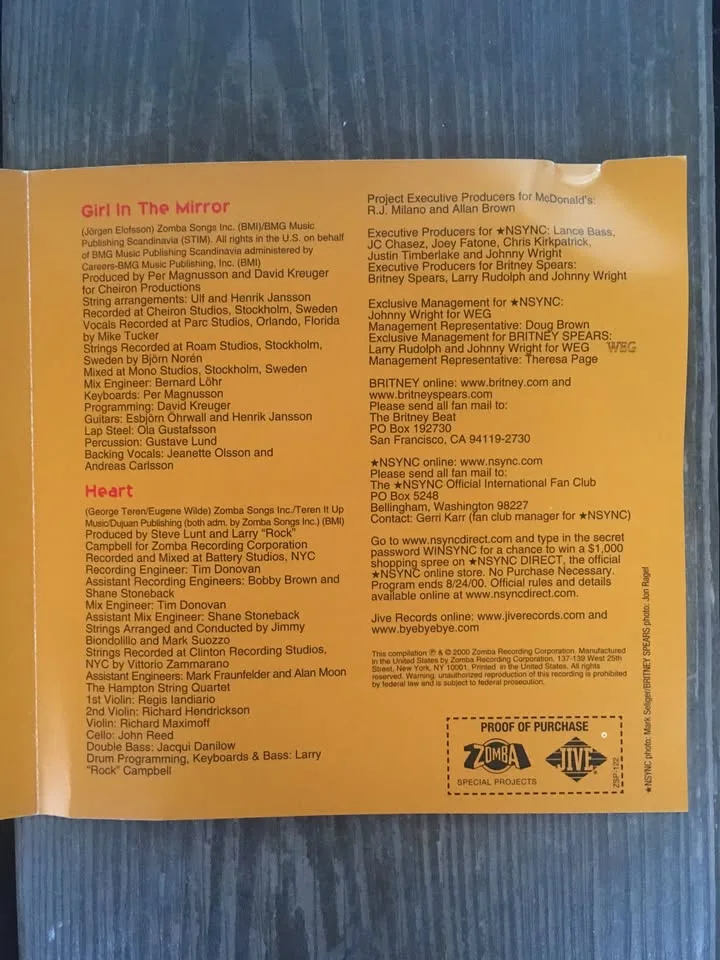 Girl In The Mirror
(Jörgen Elofsson) Zomba Songs Inc. (BMI)/BMG Music
Publishing Scandinavia (STIM). All rights in the U.S. on behalf
of BMG Music Publishing Scandinavia administered by
Careers-BMG Music Publishing, Inc. (BMI)
Produced by Per Magnusson and David Kreuger
for Cheiron Productions
String arrangements: Ulf and Henrik Jansson
Recorded at Cheiron Studios, Stockholm, Sweden
Vocals Recorded at Parc Studios, Orlando, Florida
by Mike Tucker
Strings Recorded at Roam Studios, Stockholm,
Sweden by Björn Norén
Mixed at Mono Studios, Stockholm, Sweden
Mix Engineer: Bernard Löhr
Keyboards: Per Magnusson
Programming: David Kreuger
Guitars: Esbjörn Öhrwall and Henrik Jansson
Lap Steel: Ola Gustafsson
Percussion: Gustave Lund
Backing Vocals: Jeanette Olsson and
Andreas Carlsson
Heart
(George Teren/Eugene Wilde) Zomba Songs Inc./Teren It Up
Music/Dujuan Publishing (both adm. by Zomba Songs Inc.) (BMI)
Produced by Steve Lunt and Larry “Rock”
Campbell for Zomba Recording Corporation
Recorded and Mixed at Battery Studios, NYC
Recording Engineer: Tim Donovan
Assistant Recording Engineers: Bobby Brown and
Shane Stoneback
Mix Engineer: Tim Donovan
Assistant Mix Engineer: Shane Stoneback
Strings Arranged and Conducted by Jimmy
Biondolillo and Mark Suozzo
Strings Recorded at Clinton Recording Studios,
NYC by Vittorio Zammarano
Assistant Engineers: Mark Fraunfelder and Alan Moon
The Hampton String Quartet
1st Violin: Regis Iandiario
2nd Violin: Richard Hendrickson
Violin: Richard Maximoff
Cello: John Reed
Double Bass: Jacqui Danilow
Drum Programming, Keyboards & Bass: Larry
“Rock” Campbell
Project Executive Producers for McDonald's:
R.J. Milano and Allan Brown
Executive Producers for ★NSYNC: Lance Bass,
JC Chasez, Joey Fatone, Chris Kirkpatrick,
Justin Timberlake and Johnny Wright
Executive Producers for Britney Spears:
Britney Spears, Larry Rudolph and Johnny Wright
Exclusive Management for ★NSYNC:
Johnny Wright for WEG
Management Representative: Doug Brown
Exclusive Management for BRITNEY SPEARS:
Larry Rudolph and Johnny Wright for WEG WEG
Management Representative: Theresa Page
BRITNEY online: www.britney.com and
www.britneyspears.com
Please send all fan mail to:
The Britney Beat
PO Box 192730
San Francisco, CA 94119-2730
★NSYNC online: www.nsync.com
Please send all fan mail to:
The ★NSYNC Official International Fan Club
PO Box 5248
Bellingham, Washington 98227
Contact: Gerri Karr (fan club manager for ★NSYNC)
Go to www.nsyncdirect.com and type in the secret
password WINSYNC for a chance to win a $1,000
shopping spree on ★NSYNC DIRECT, the official
★NSYNC online store. No Purchase Necessary.
Program ends 8/24/00. Official rules and details
available online at www.nsyncdirect.com.
Jive Records online: www.jiverecords.com and
www.byebyebye.com
This compilation ℗ & © 2000 Zomba Recording Corporation. Manufactured
in the United States by Zomba Recording Corporation, 137-139 West 25th
Street, New York, NY 10001. Printed in the United States. All rights
reserved. Warning: unauthorized reproduction of this recording is prohibited
by federal law and is subject to federal prosecution.
PROOF OF PURCHASE
ZOMBA JIVE
SPECIAL PROJECTS
ZSP-122
★NSYNC photo: Mark Seliger/BRITNEY SPEARS photo: Jon Ragel